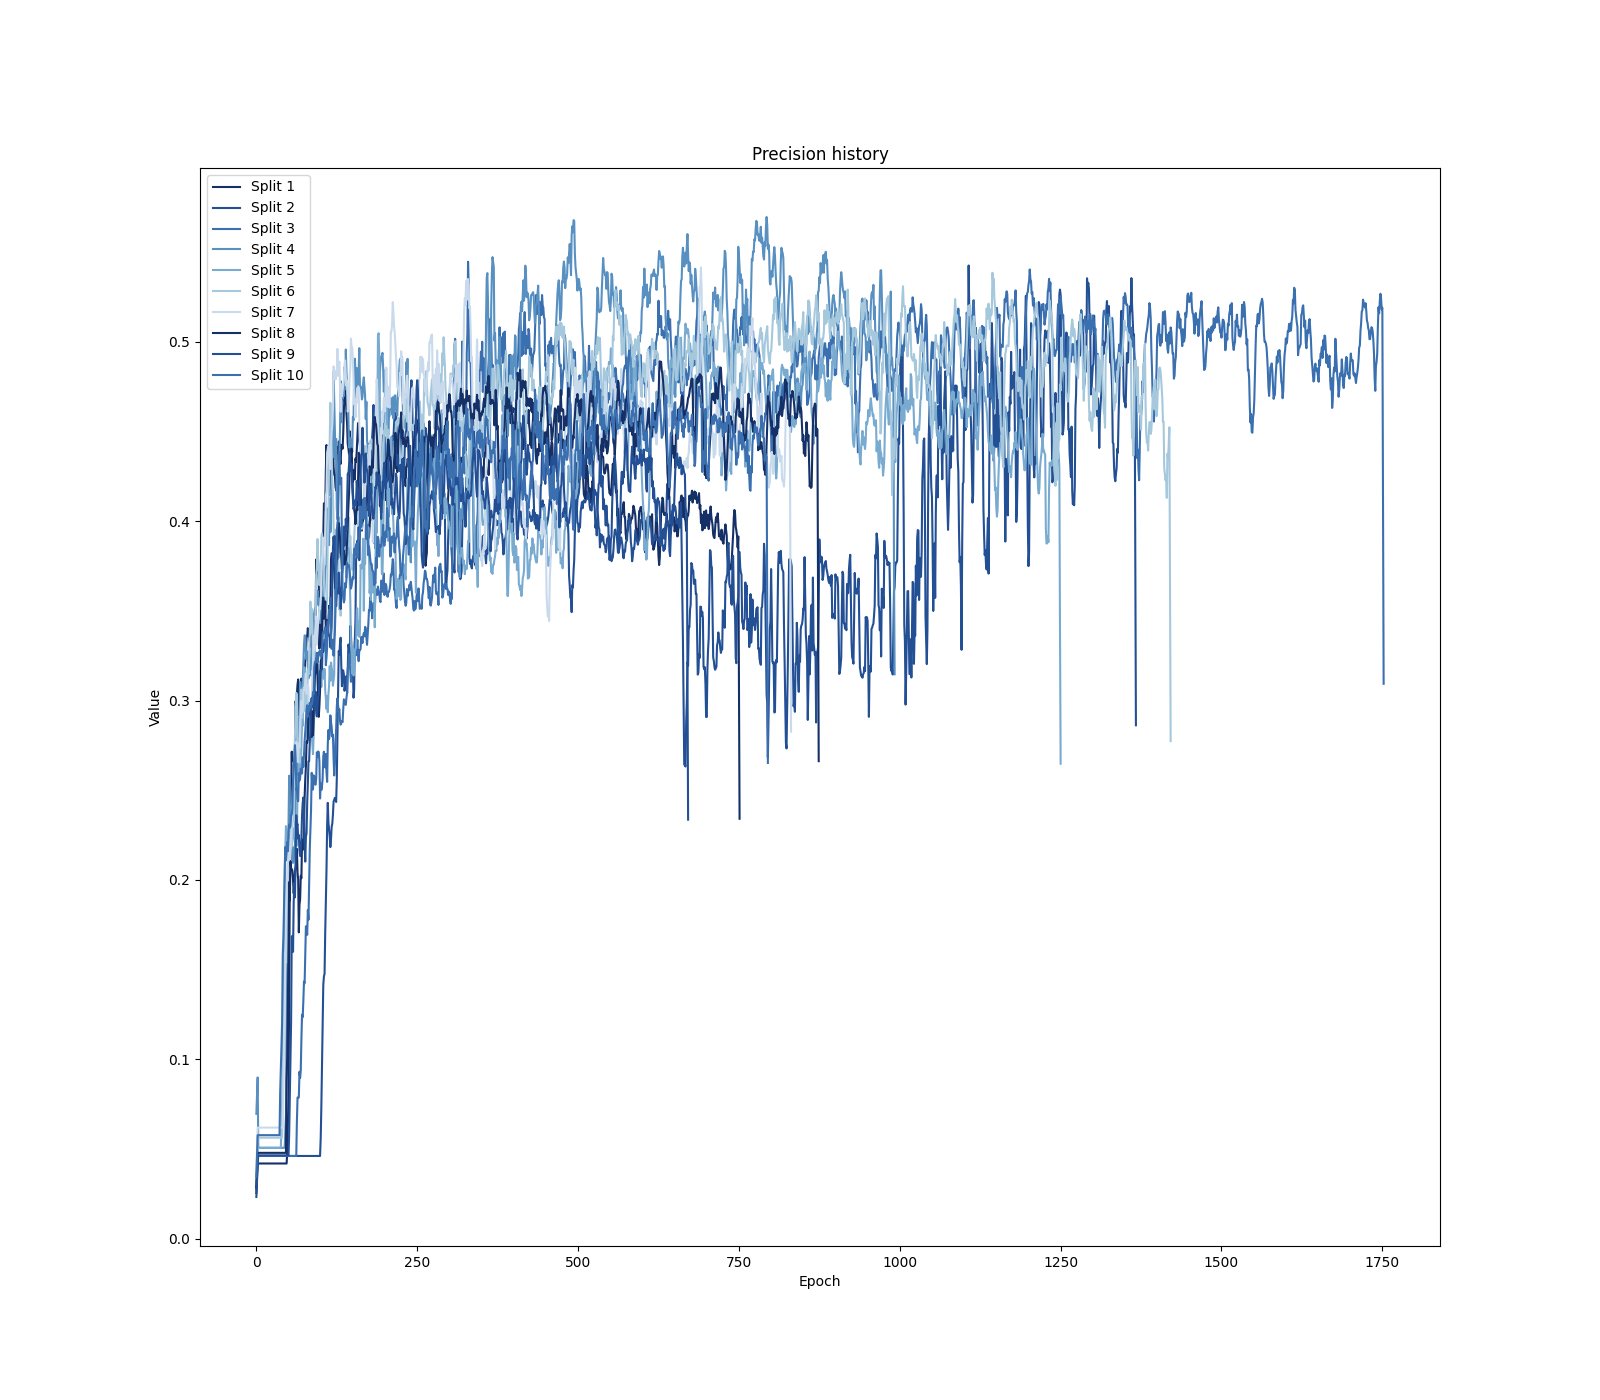 Precision history
Split 1
Split 2
Split 3
Split 4
Split 5
Split 6
Split 7
Split 8
Split 9
Split 10
0.5
0.4
0.3
0.2
0.1
0.0
Value
0 250 500 750 1000 1250 1500 1750
Epoch